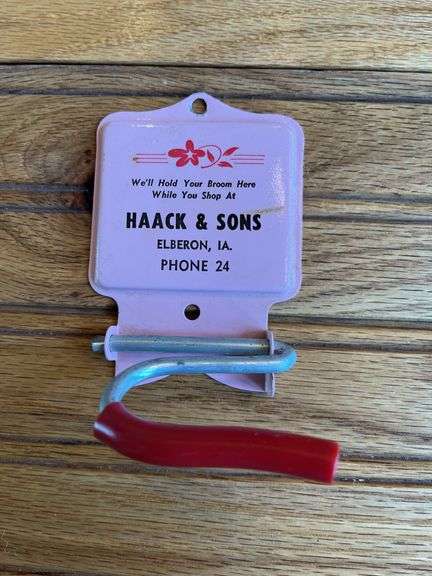 We'll Hold Your Broom Here
While You Shop At
HAACK & SONS
ELBERON, IA.
PHONE 24